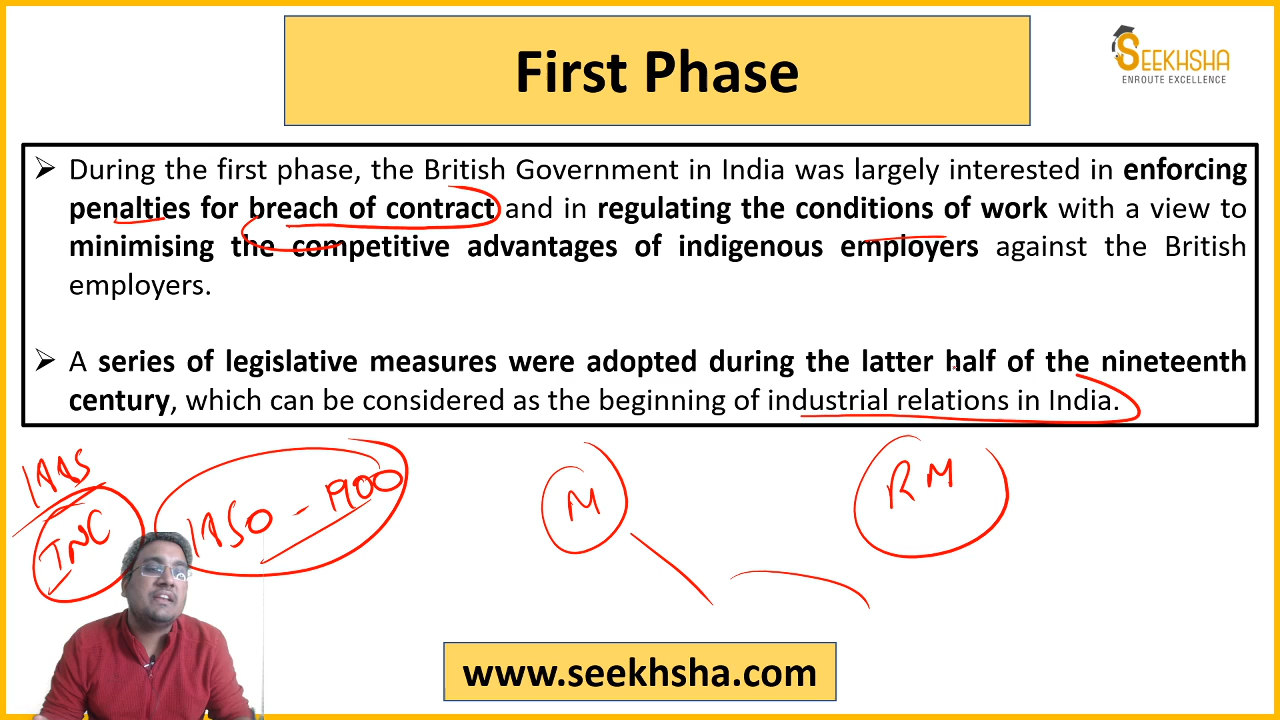 First Phase
SEEKHSHA
ENROUTE EXCELLENCE
➢ During the first phase, the British Government in India was largely interested in enforcing
penalties for breach of contract and in regulating the conditions of work with a view to
minimising the competitive advantages of indigenous employers against the British
employers.
➢ A series of legislative measures were adopted during the latter half of the nineteenth
century, which can be considered as the beginning of industrial relations in India.
1885
INC
1850 - 1900
M
RM
www.seekhsha.com